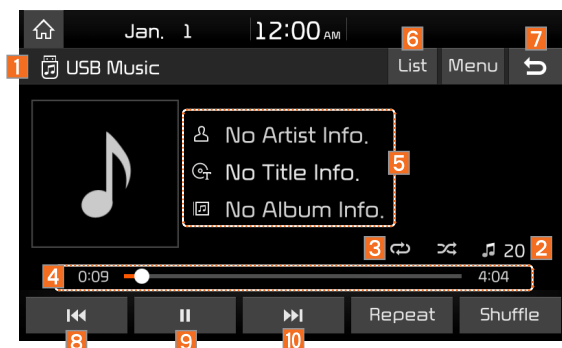 Jan. 1 12:00 AM
6 7
1 USB Music List Menu
No Artist Info.
No Title Info. 5
No Album Info.
3 20 2
4 0:09 4:04
Repeat Shuffle
8 9 10